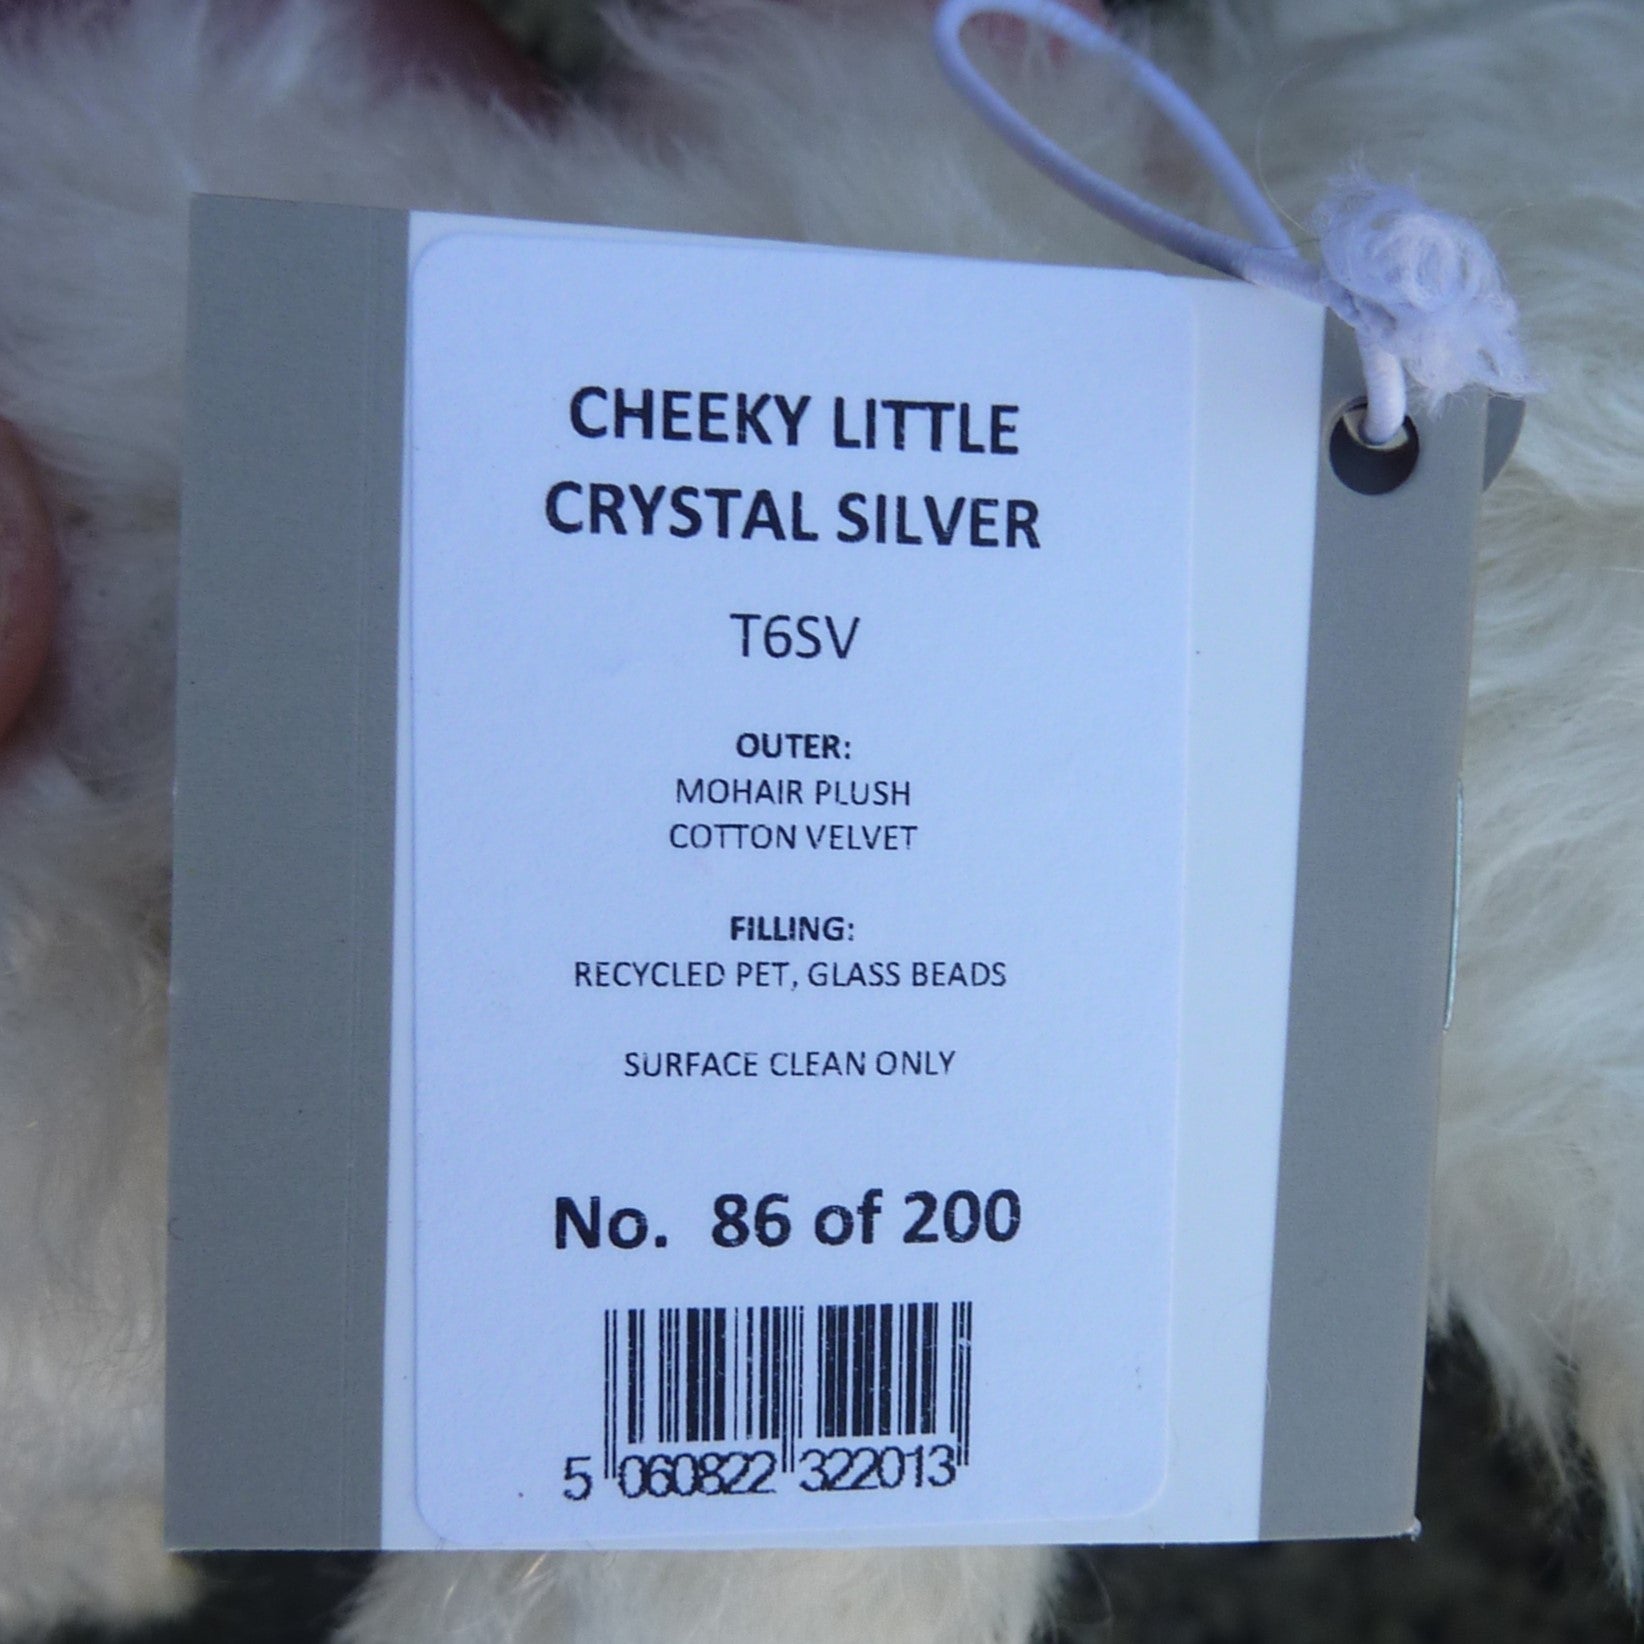 CHEEKY LITTLE
CRYSTAL SILVER
T6SV
OUTER:
MOHAIR PLUSH
COTTON VELVET
FILLING:
RECYCLED PET, GLASS BEADS
SURFACE CLEAN ONLY
No. 86 of 200
5 060822 322013